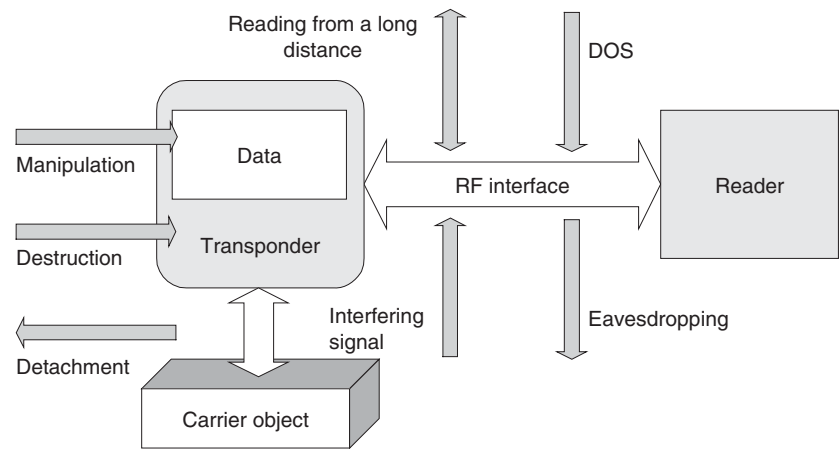 Reading from a long
distance
DOS
Manipulation
Data
RF interface
Reader
Destruction
Transponder
Interfering
signal
Eavesdropping
Detachment
Carrier object